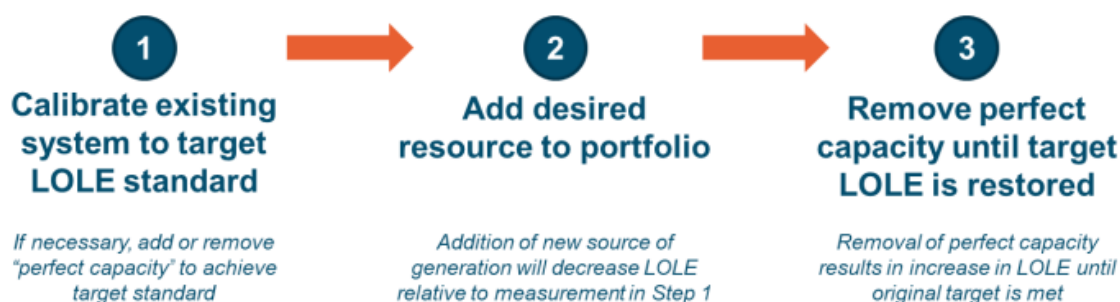 1
Calibrate existing
system to target
LOLE standard
If necessary, add or remove
“perfect capacity” to achieve
target standard
2
Add desired
resource to portfolio
Addition of new source of
generation will decrease LOLE
relative to measurement in Step 1
3
Remove perfect
capacity until target
LOLE is restored
Removal of perfect capacity
results in increase in LOLE until
original target is met